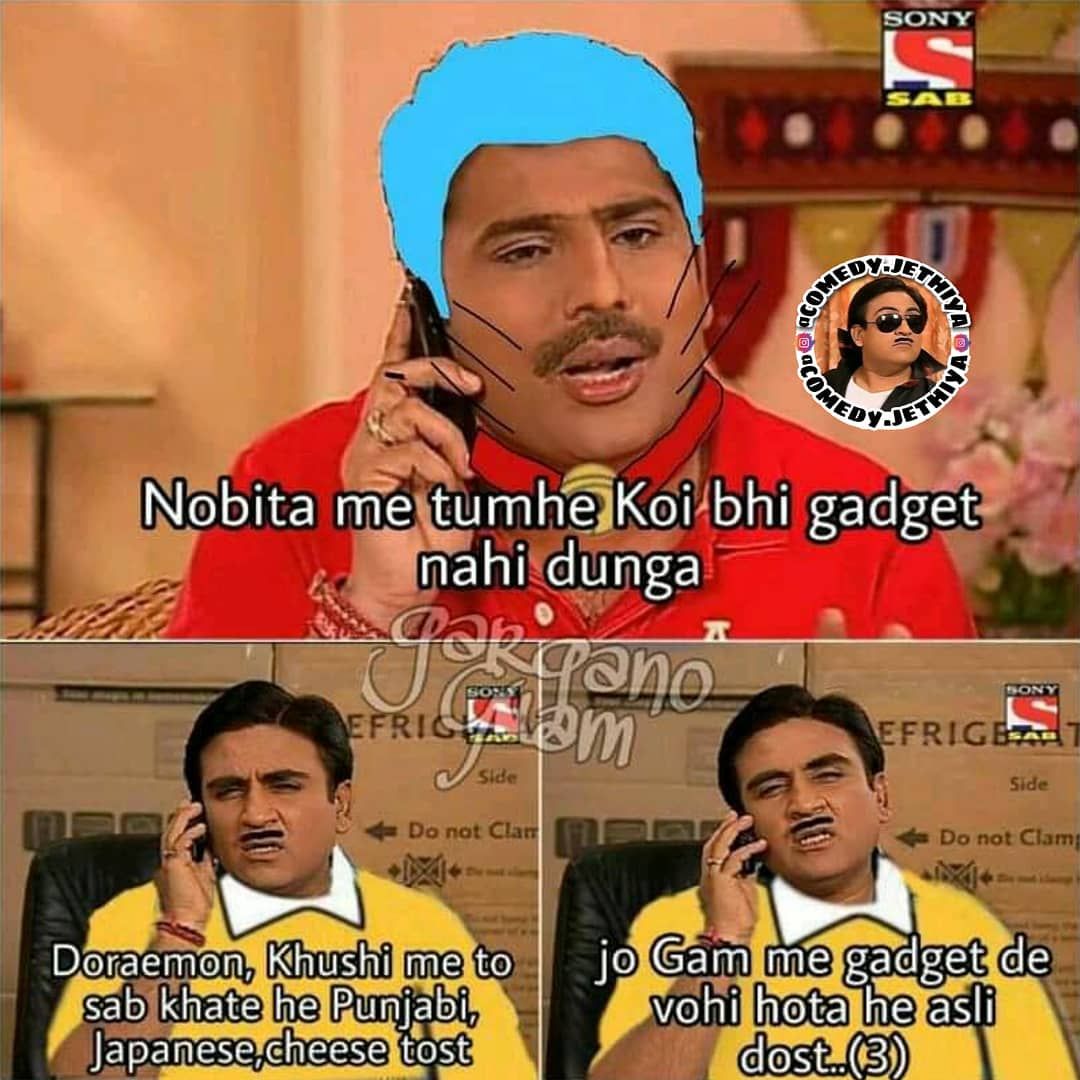 SONY
S
SAB
@COMEDY.JETHIYA
@COMEDY.JETHIYA
Nobita me tumhe Koi bhi gadget
nahi dunga
SONY
S
SAB
EFRIG
Side
Do not Clam
Doraemon, Khushi me to
sab khate he Punjabi,
Japanese,cheese tost
SONY
S
SAB
EFRIGERAT
Side
Do not Clamp
jo Gam me gadget de
vohi hota he asli
dost..(3)